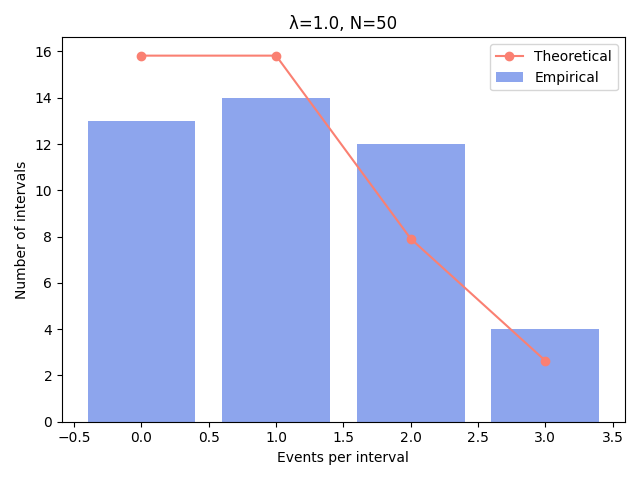 λ=1.0, N=50
Theoretical
Empirical
Number of intervals
16
14
12
10
8
6
4
2
0
−0.5 0.0 0.5 1.0 1.5 2.0 2.5 3.0 3.5
Events per interval